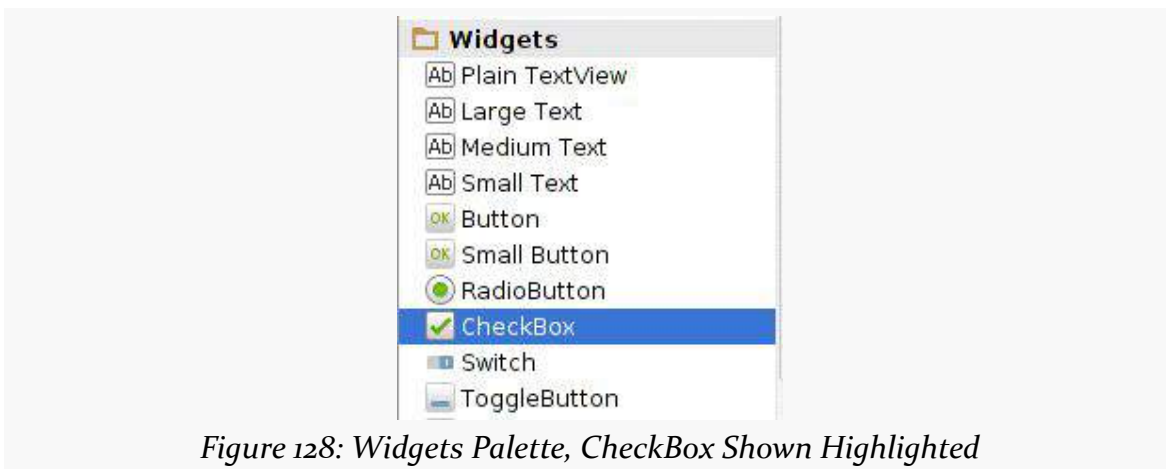 Widgets
Ab Plain TextView
Ab Large Text
Ab Medium Text
Ab Small Text
OK Button
OK Small Button
RadioButton
CheckBox
Switch
ToggleButton
Figure 128: Widgets Palette, CheckBox Shown Highlighted